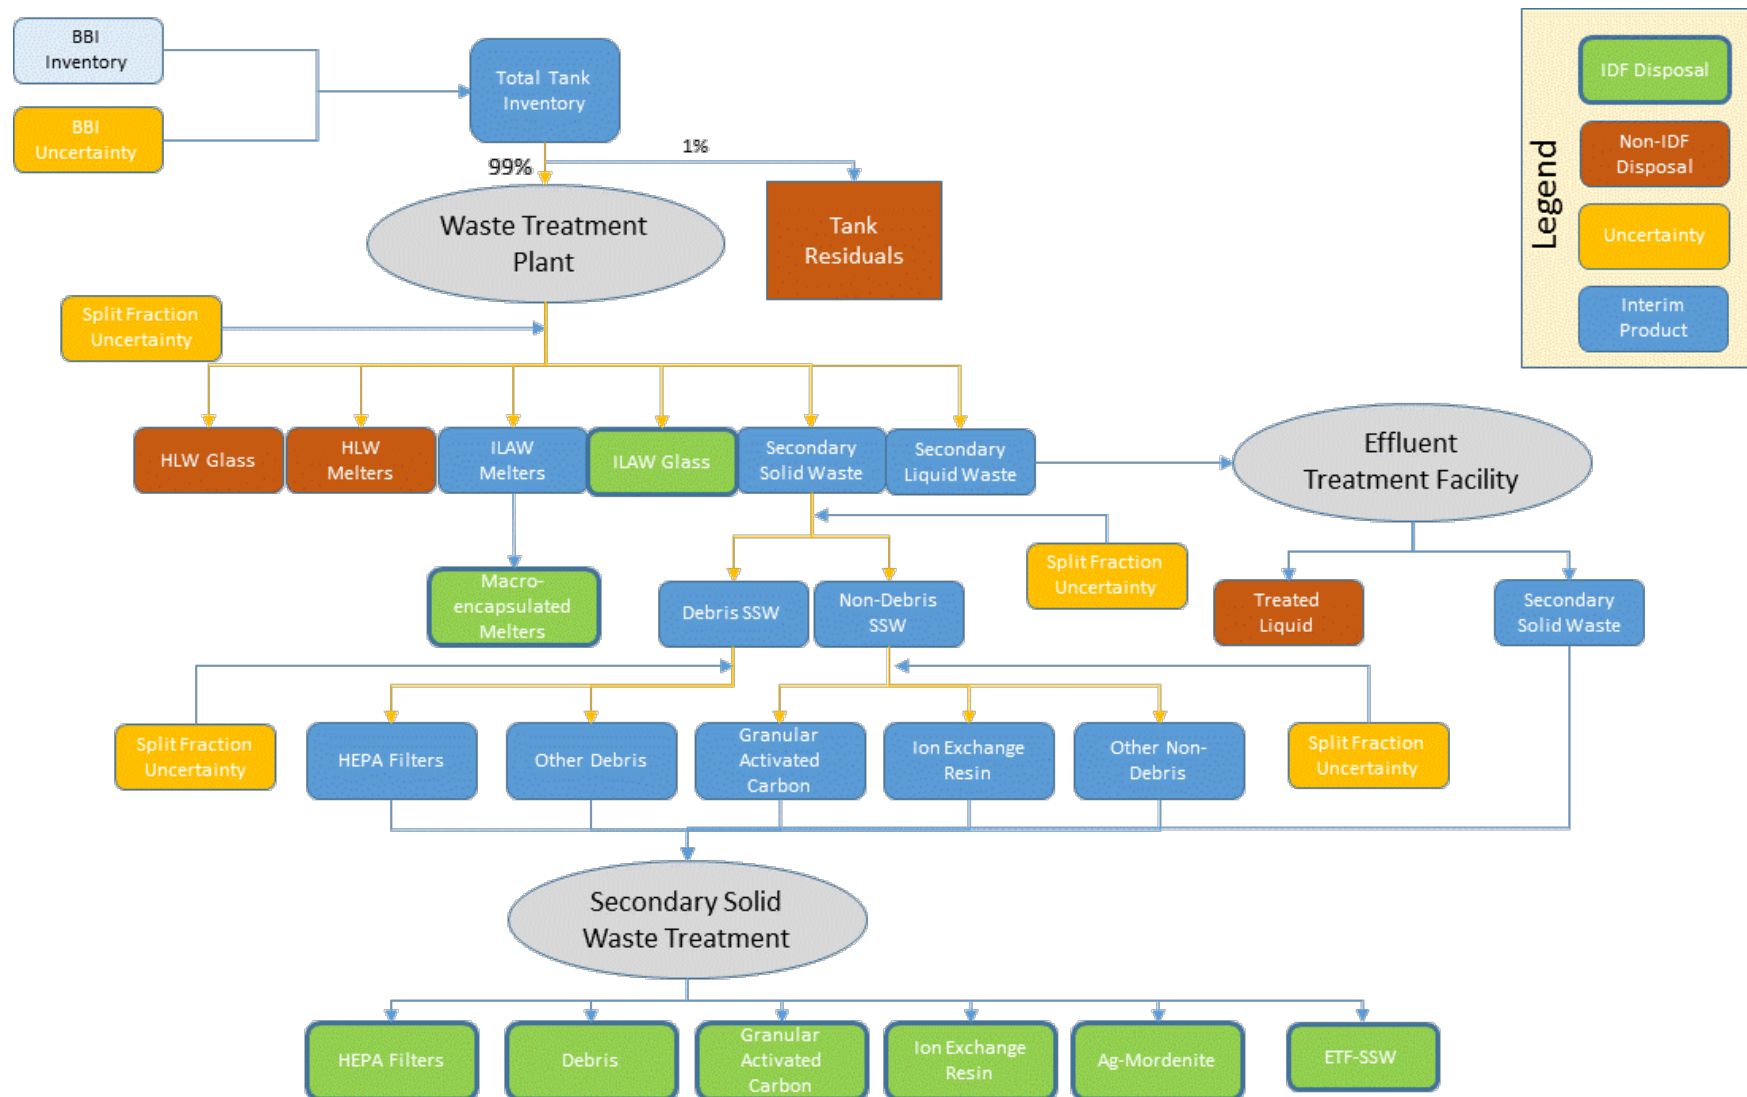 BBI
Inventory
BBI
Uncertainty
Total Tank
Inventory
99%
1%
Waste Treatment
Plant
Tank
Residuals
Legend
IDF Disposal
Non-IDF
Disposal
Uncertainty
Interim
Product
Split Fraction
Uncertainty
HLW Glass
HLW
Melters
ILAW
Melters
ILAW Glass
Secondary
Solid Waste
Secondary
Liquid Waste
Effluent
Treatment Facility
Macro-
encapsulated
Melters
Debris SSW
Non-Debris
SSW
Split Fraction
Uncertainty
Treated
Liquid
Secondary
Solid Waste
Split Fraction
Uncertainty
HEPA Filters
Other Debris
Granular
Activated
Carbon
Ion Exchange
Resin
Other Non-
Debris
Split Fraction
Uncertainty
Secondary Solid
Waste Treatment
HEPA Filters
Debris
Granular
Activated
Carbon
Ion Exchange
Resin
Ag-Mordenite
ETF-SSW